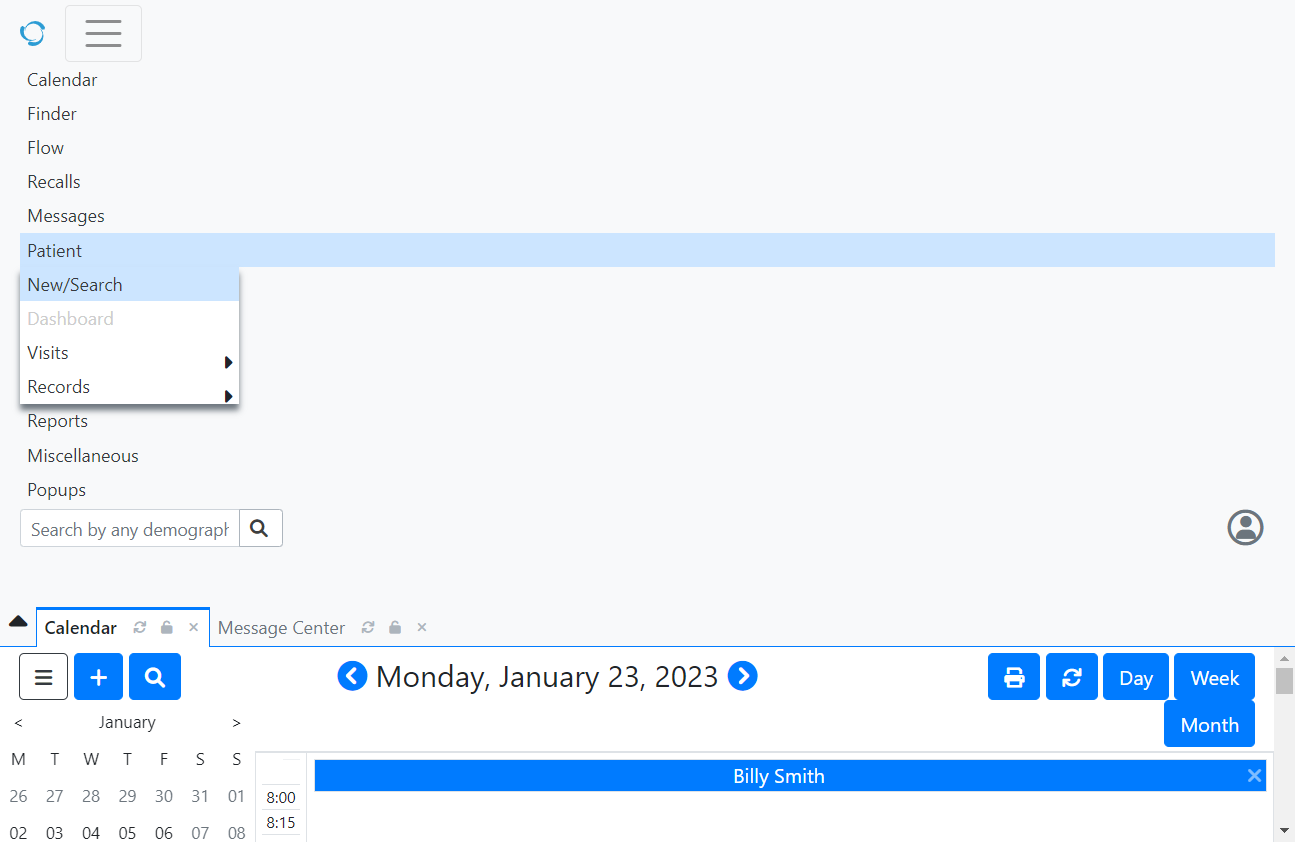 Calendar
Finder
Flow
Recalls
Messages
Patient
New/Search
Dashboard
Visits
Records
Reports
Miscellaneous
Popups
Search by any demograph
Calendar Message Center
Monday, January 23, 2023 Day Week
Month
< January >
M T W T F S S
26 27 28 29 30 31 01
02 03 04 05 06 07 08
Billy Smith
8:00
8:15